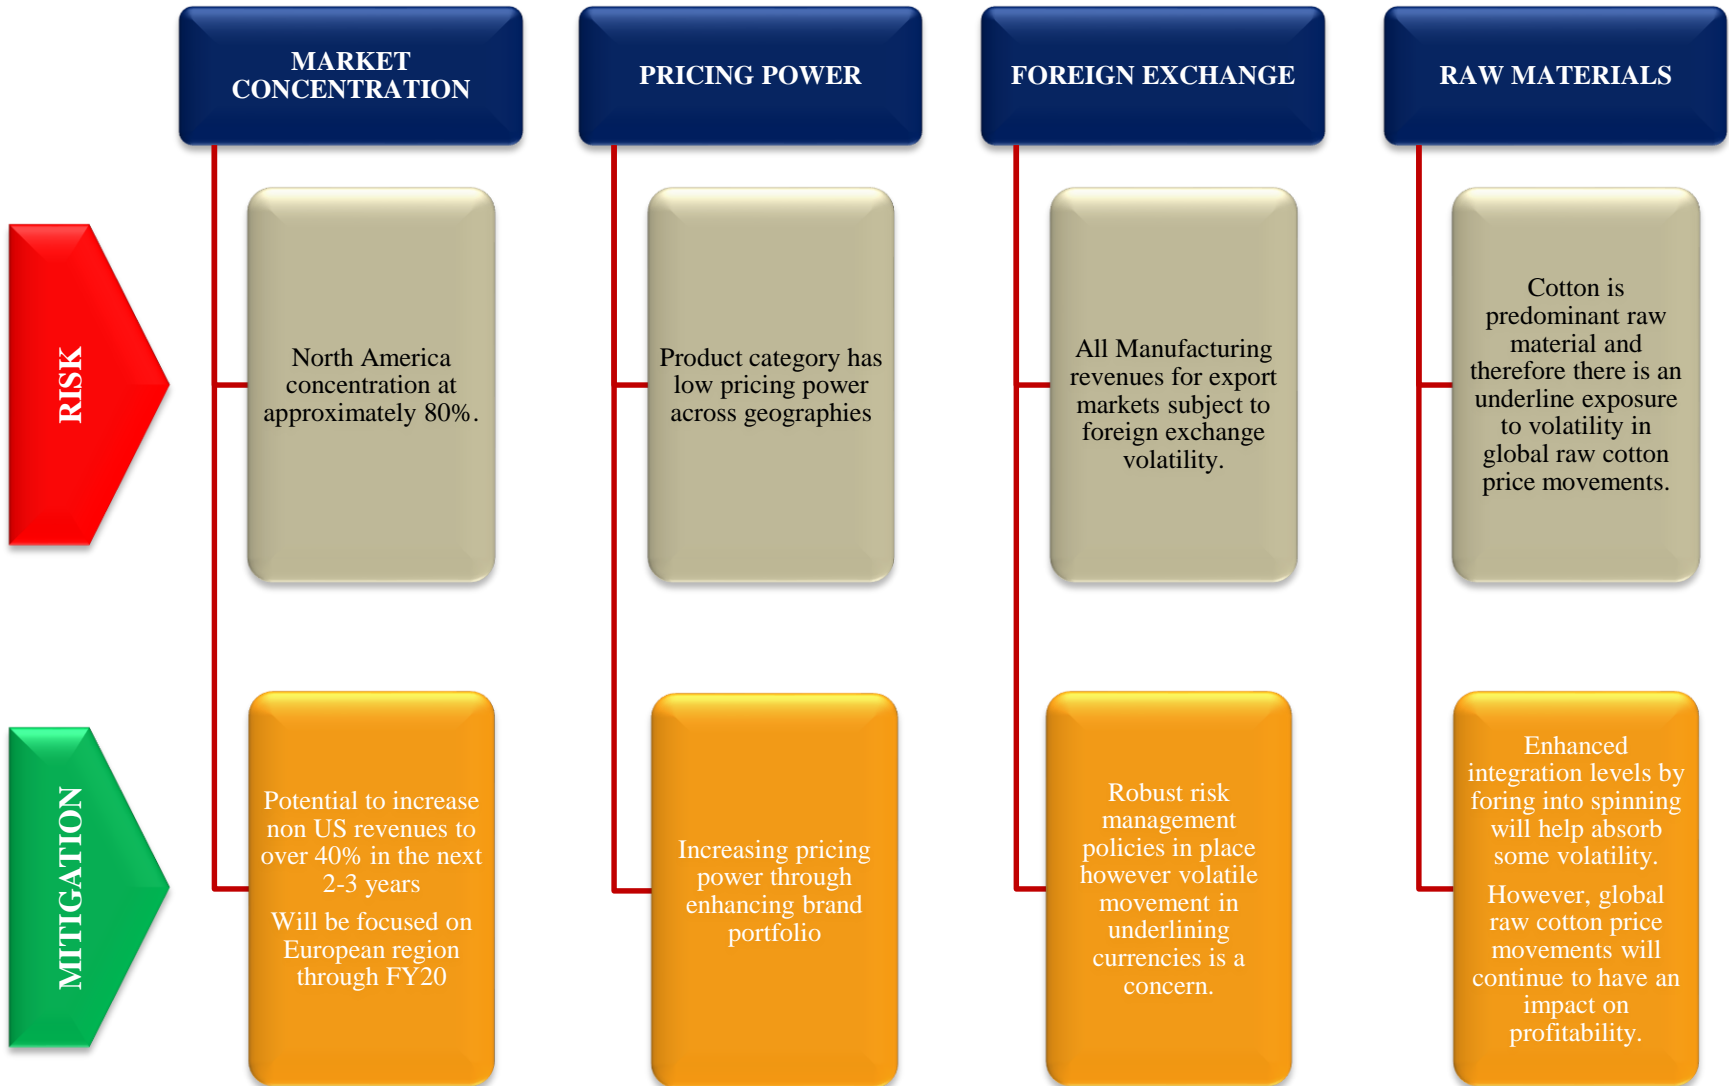 MARKET
CONCENTRATION
PRICING POWER
FOREIGN EXCHANGE
RAW MATERIALS
RISK
North America
concentration at
approximately 80%.
Product category has
low pricing power
across geographies
All Manufacturing
revenues for export
markets subject to
foreign exchange
volatility.
Cotton is
predominant raw
material and
therefore there is an
underline exposure
to volatility in
global raw cotton
price movements.
MITIGATION
Potential to increase
non US revenues to
over 40% in the next
2-3 years
Will be focused on
European region
through FY20
Increasing pricing
power through
enhancing brand
portfolio
Robust risk
management
policies in place
however volatile
movement in
underlining
currencies is a
concern.
Enhanced
integration levels by
foring into spinning
will help absorb
some volatility.
However, global
raw cotton price
movements will
continue to have an
impact on
profitability.